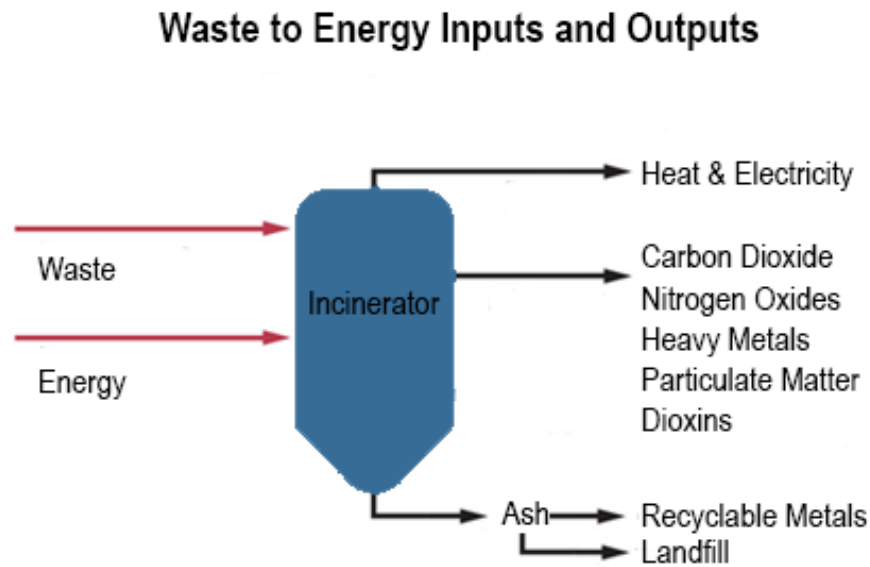 Waste to Energy Inputs and Outputs
Heat & Electricity
Waste
Carbon Dioxide
Nitrogen Oxides
Incinerator
Heavy Metals
Energy
Particulate Matter
Dioxins
Ash
Recyclable Metals
Landfill